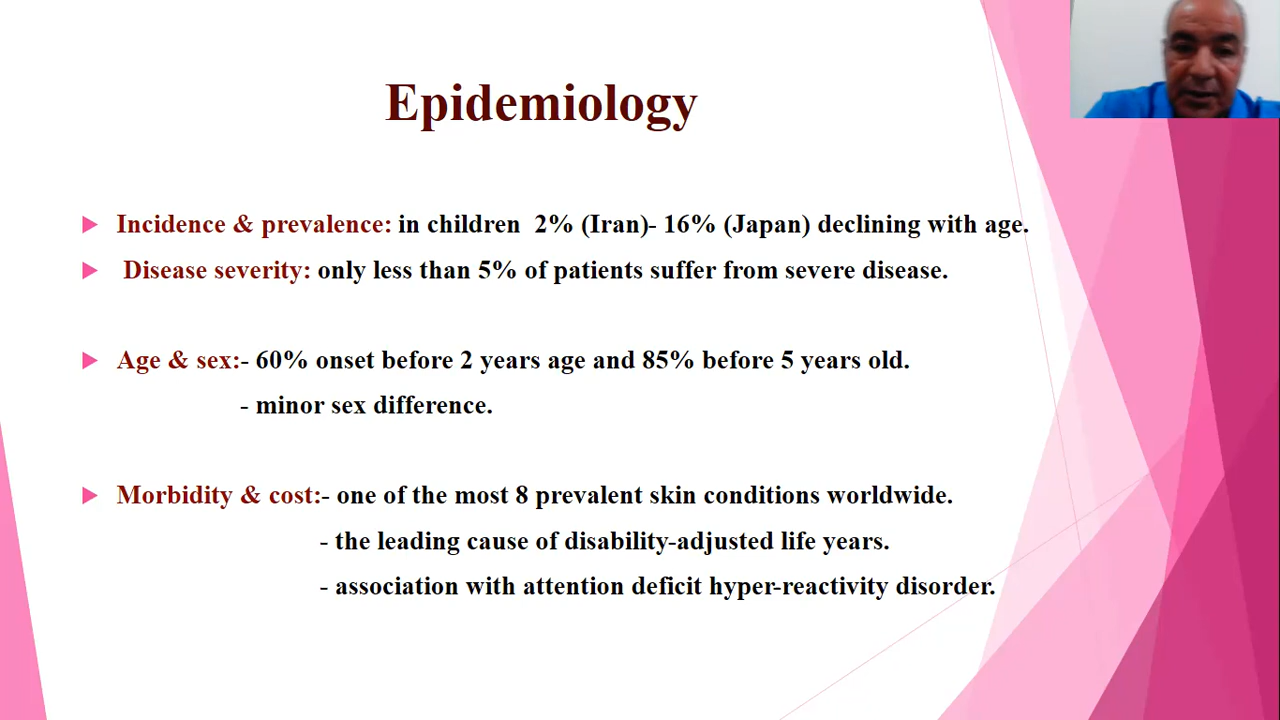 Epidemiology
Incidence & prevalence: in children 2% (Iran)- 16% (Japan) declining with age.
Disease severity: only less than 5% of patients suffer from severe disease.
Age & sex:- 60% onset before 2 years age and 85% before 5 years old.
- minor sex difference.
Morbidity & cost:- one of the most 8 prevalent skin conditions worldwide.
- the leading cause of disability-adjusted life years.
- association with attention deficit hyper-reactivity disorder.